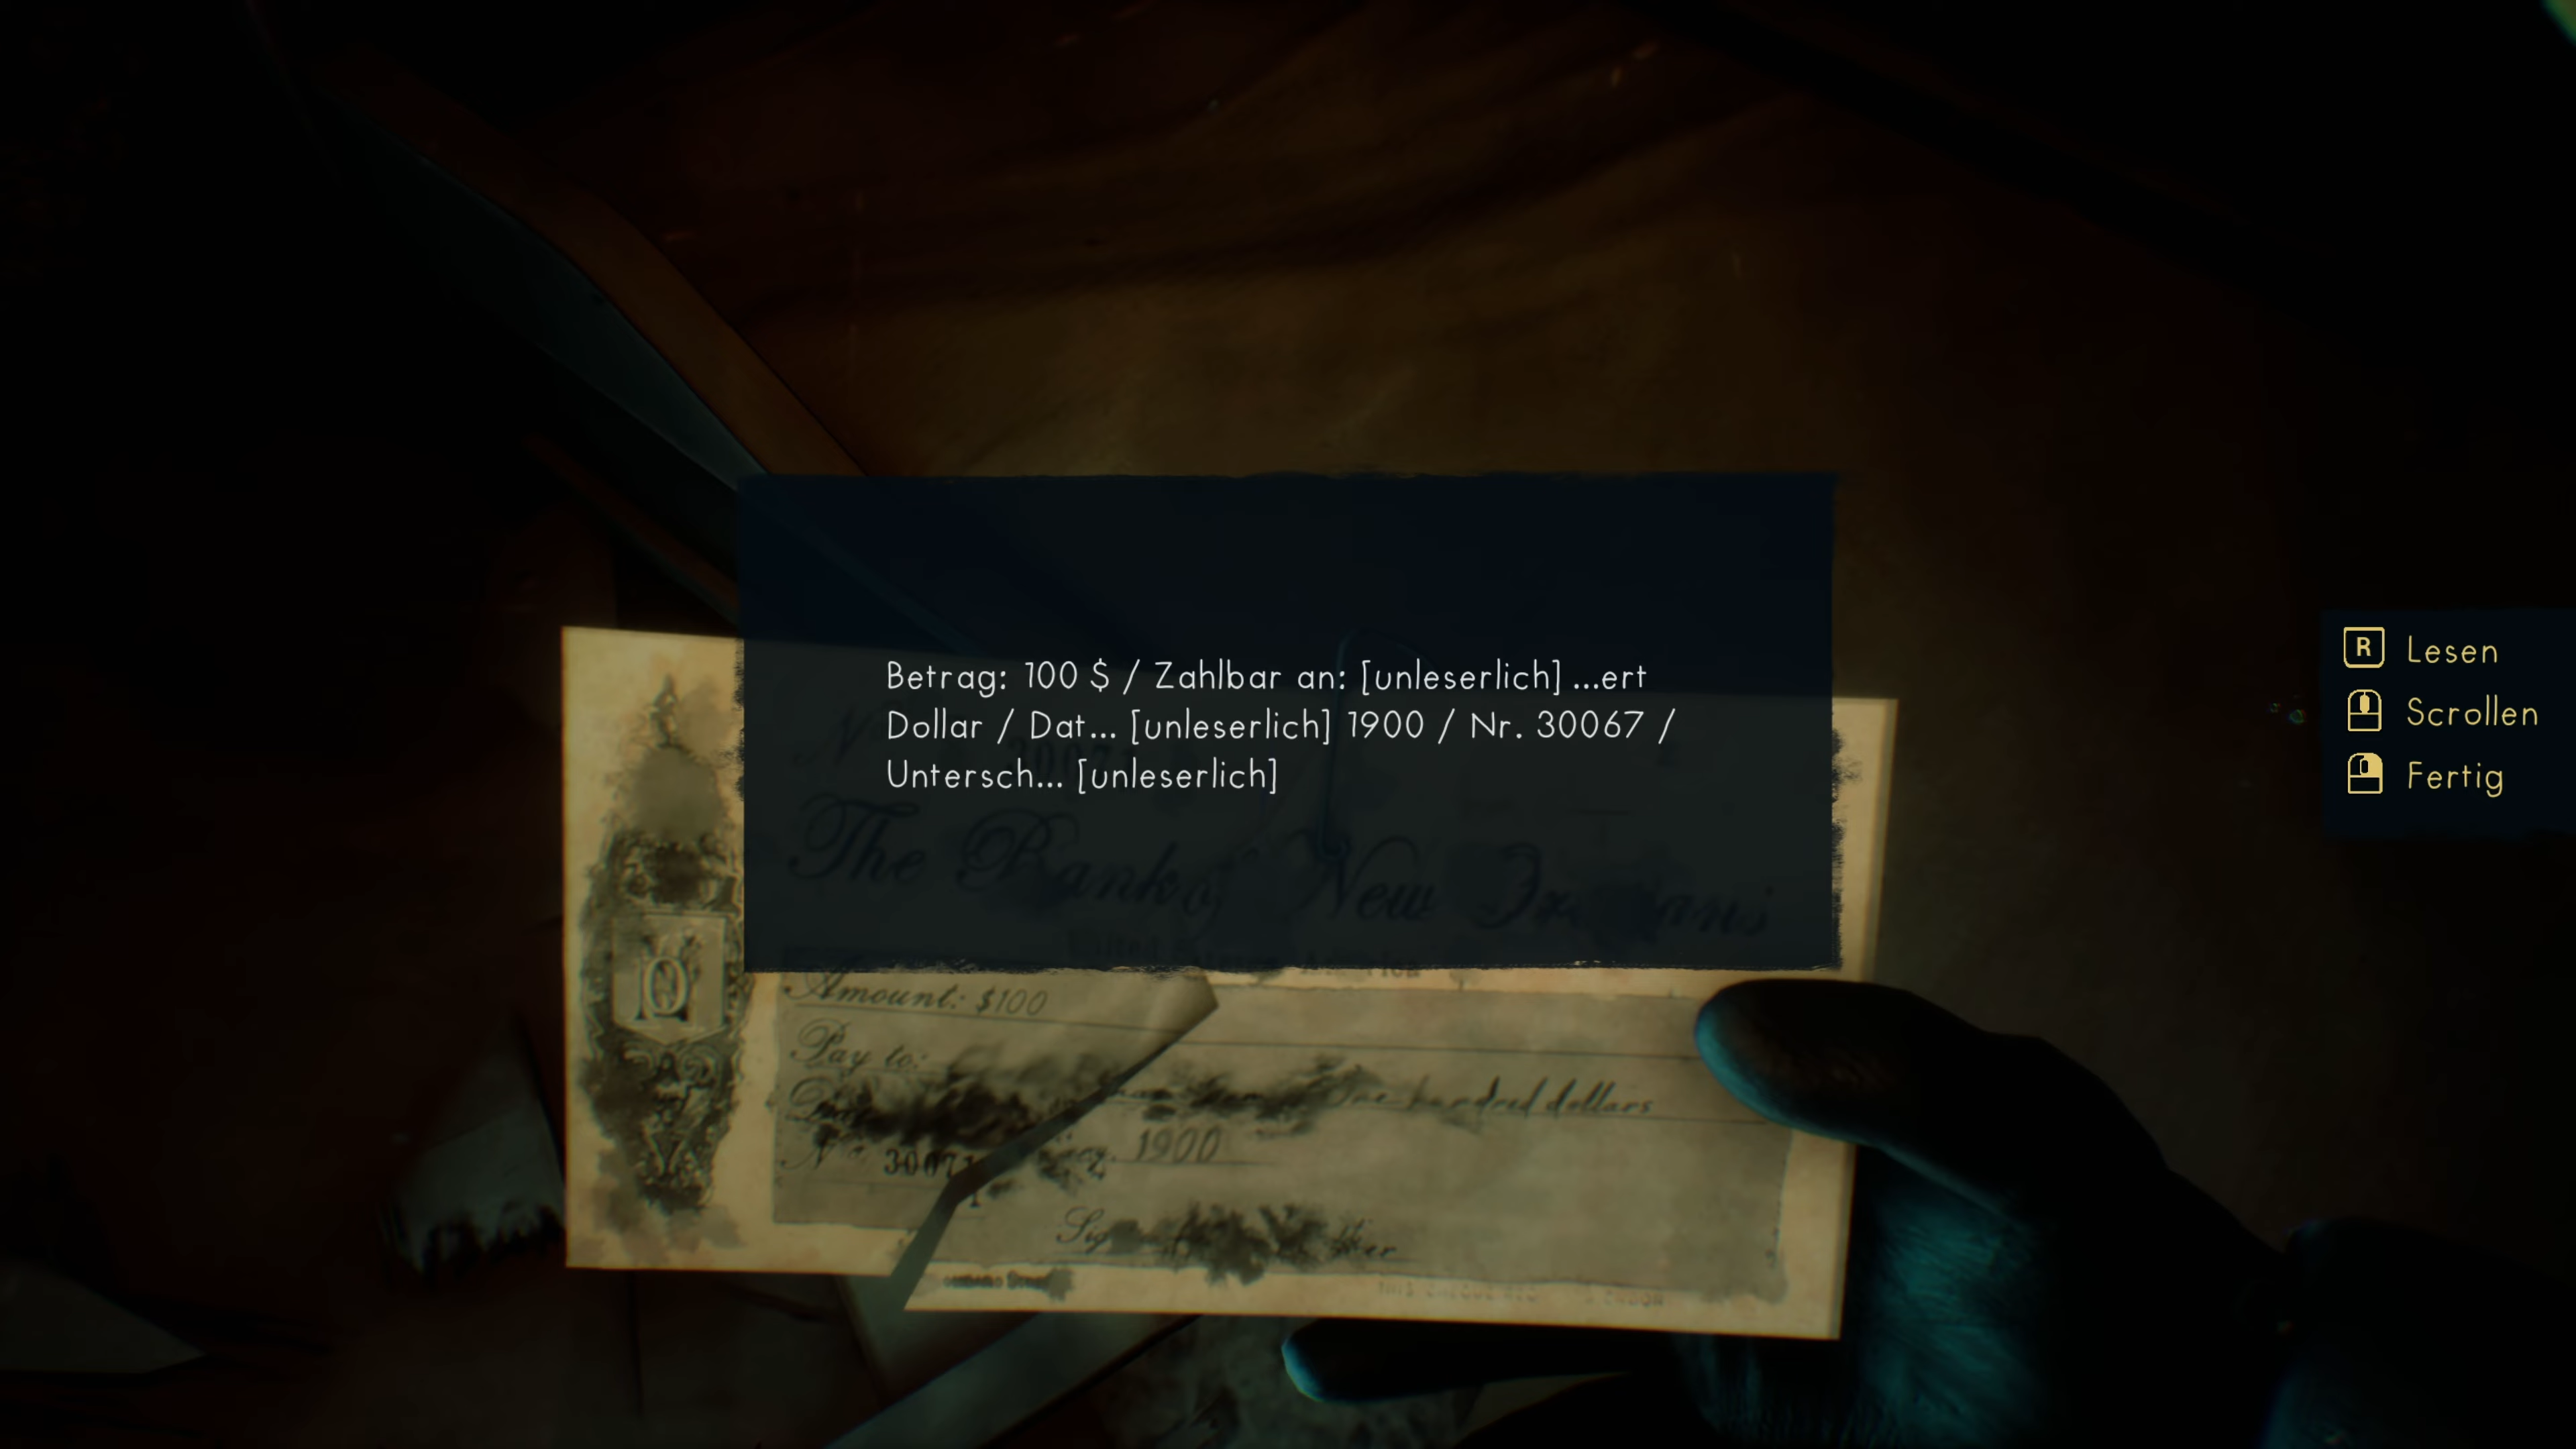 Betrag: 100 $ / Zahlbar an: [unleserlich] ...ert
Dollar / Dat... [unleserlich] 1900 / Nr. 30067 /
Untersch... [unleserlich]
R Lesen
Scrollen
Fertig
The Bank of New Orleans
Amount: $100
Pay to:
One hundred dollars
1900